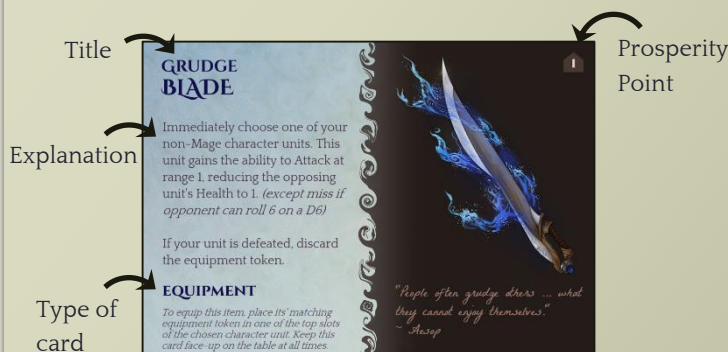 Title
GRUDGE
BLADE
Immediately choose one of your
non-Mage character units. This
unit gains the ability to Attack at
range 1, reducing the opposing
unit's Health to 1. (except miss if
opponent can roll 6 on a D6)
If your unit is defeated, discard
the equipment token.
EQUIPMENT
To equip this item, place its' matching
equipment token in one of the top slots
of the chosen character unit. Keep this
card face-up on the table at all times.
Explanation
Type of
card
1
Prosperity
Point
"People often grudge others ... what
they cannot enjoy themselves."
~ Aesop